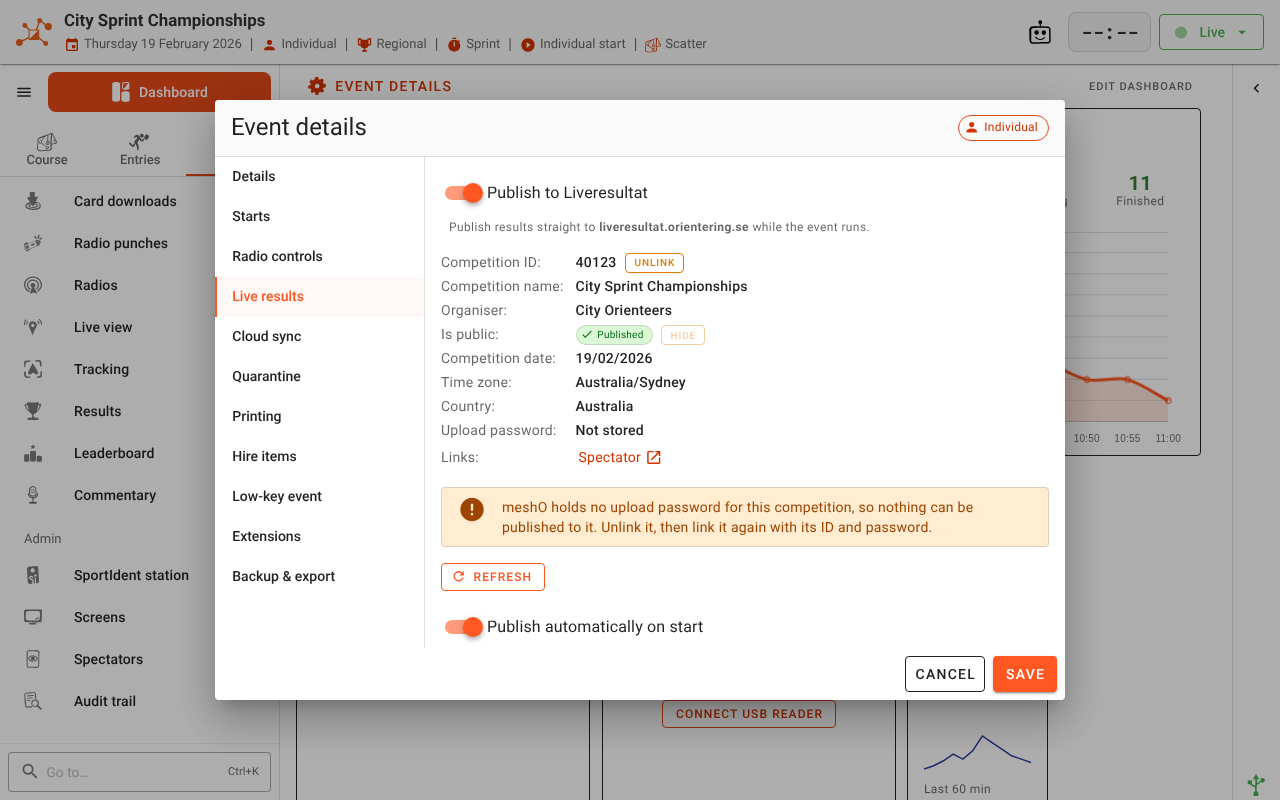 City Sprint Championships
Thursday 19 February 2026 | Individual | Regional | Sprint | Individual start | Scatter
--:--
Live
Dashboard
EVENT DETAILS
EDIT DASHBOARD
Course
Entries
Card downloads
Radio punches
Radios
Live view
Tracking
Results
Leaderboard
Commentary
Admin
SportIdent station
Screens
Spectators
Audit trail
Go to...
Ctrl+K
Event details
Individual
Details
Starts
Radio controls
Live results
Cloud sync
Quarantine
Printing
Hire items
Low-key event
Extensions
Backup & export
Publish to Liveresultat
Publish results straight to liveresultat.orientering.se while the event runs.
Competition ID: 40123 UNLINK
Competition name: City Sprint Championships
Organiser: City Orienteers
Is public: Published HIDE
Competition date: 19/02/2026
Time zone: Australia/Sydney
Country: Australia
Upload password: Not stored
Links: Spectator
meshO holds no upload password for this competition, so nothing can be
published to it. Unlink it, then link it again with its ID and password.
REFRESH
Publish automatically on start
CANCEL
SAVE
11
Finished
10:50 10:55 11:00
CONNECT USB READER
Last 60 min